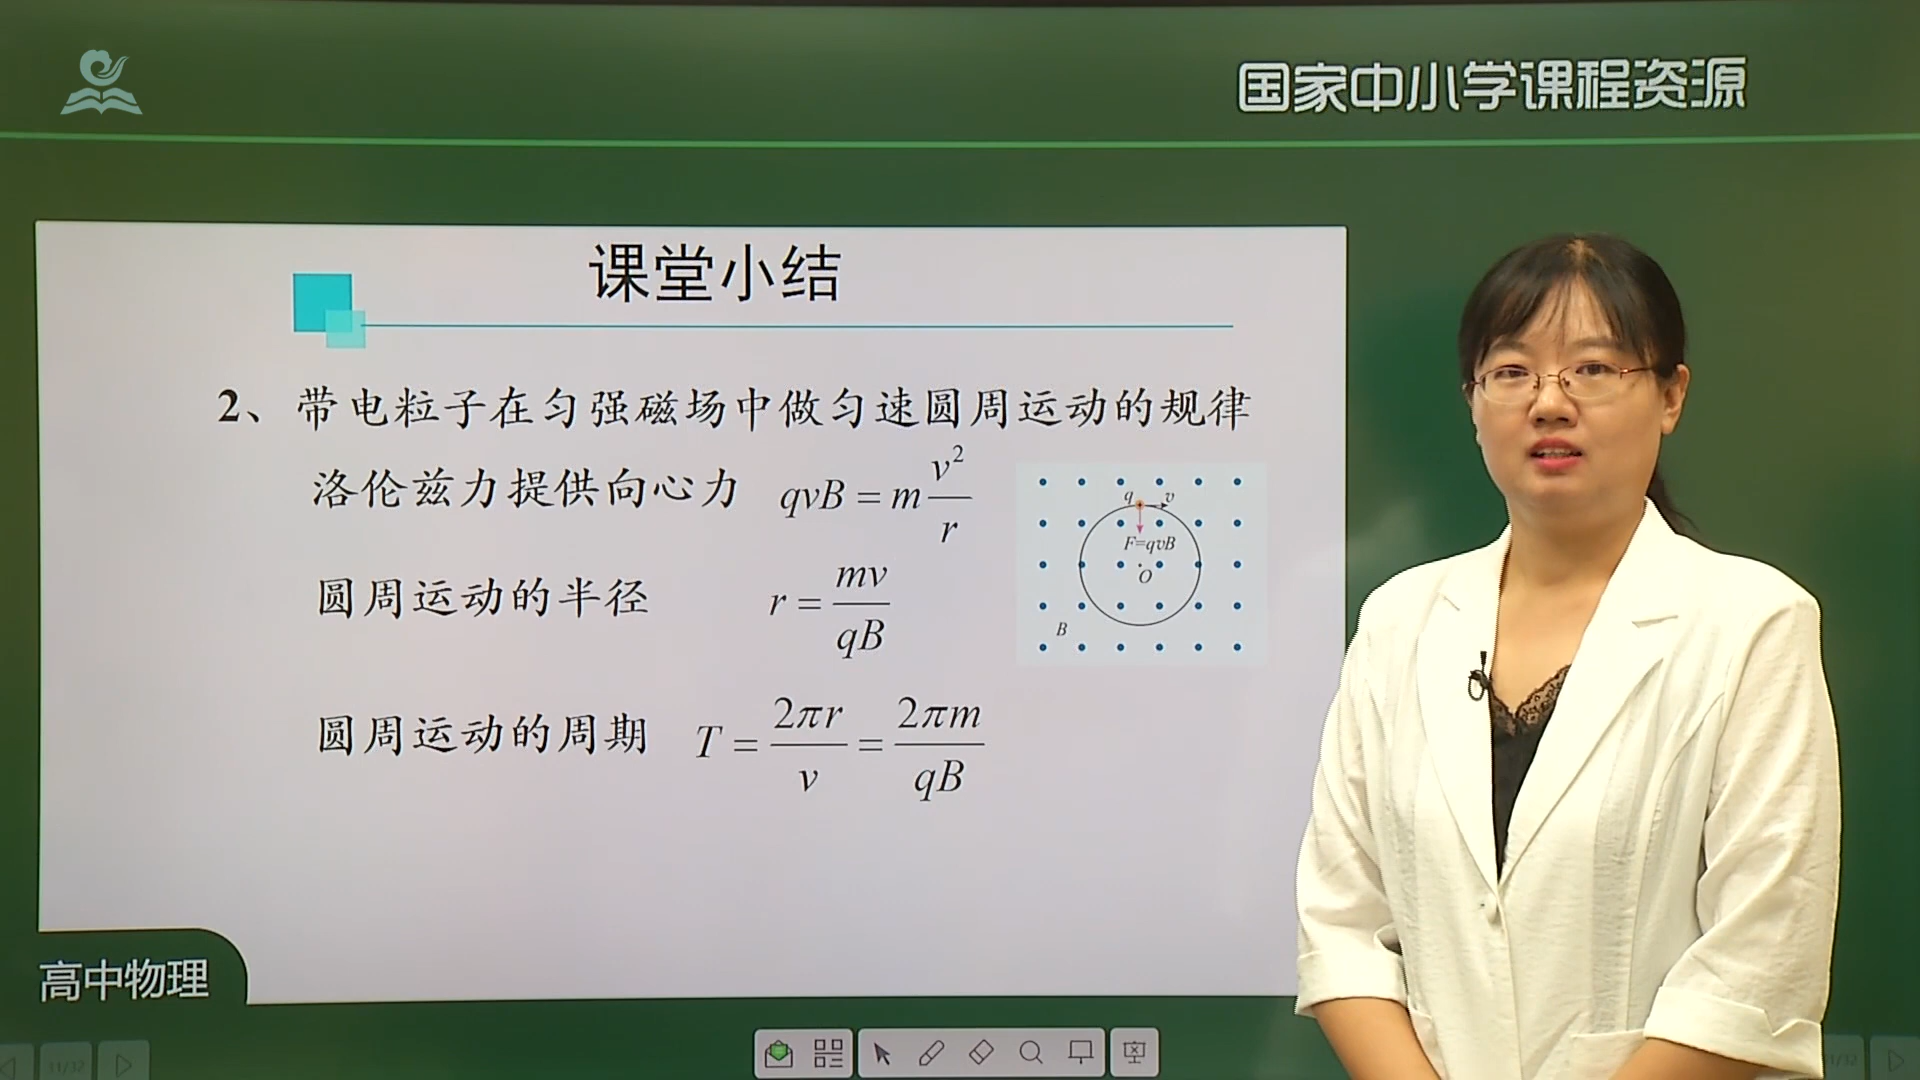 国家中小学课程资源
课堂小结
2、带电粒子在匀强磁场中做匀速圆周运动的规律
洛伦兹力提供向心力 qvB = m v²/r
q v
F=qvB
O
B
圆周运动的半径 r = mv/qB
圆周运动的周期 T = 2πr/v = 2πm/qB
高中物理